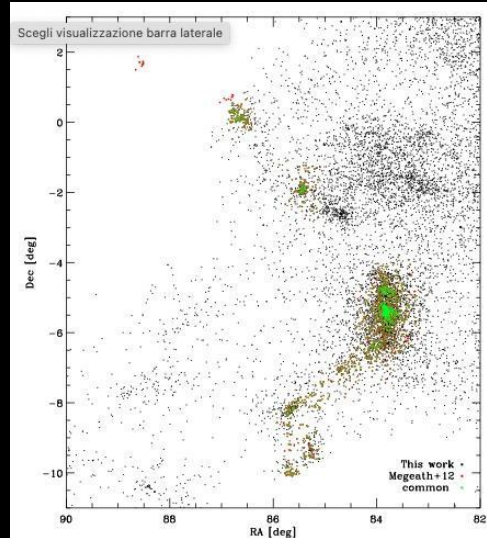 Scegli visualizzazione barra laterale
2
0
−2
−4
−6
−8
−10
Dec [deg]
This work
Megeath+12
common
90
88
86
84
82
RA [deg]